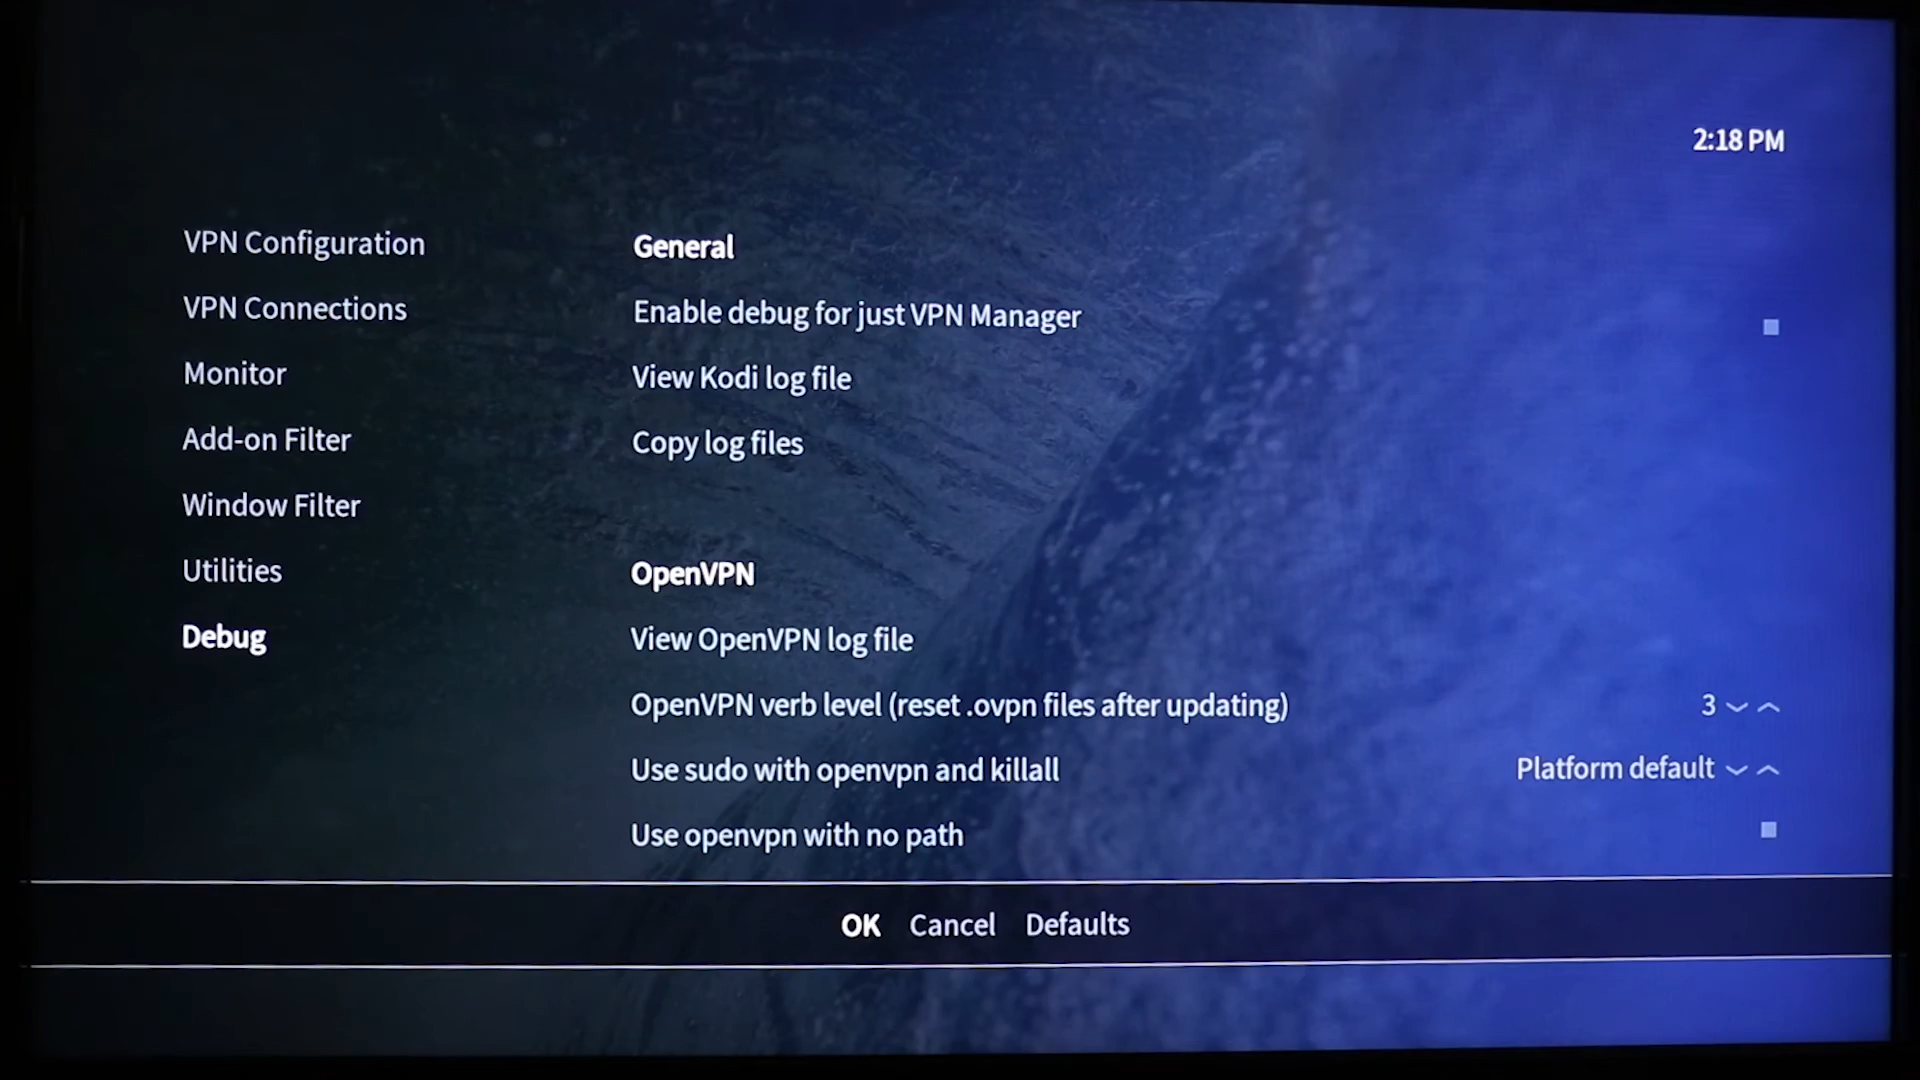 2:18 PM
VPN Configuration
VPN Connections
Monitor
Add-on Filter
Window Filter
Utilities
Debug
General
Enable debug for just VPN Manager
View Kodi log file
Copy log files
OpenVPN
View OpenVPN log file
OpenVPN verb level (reset .ovpn files after updating) 3
Use sudo with openvpn and killall Platform default
Use openvpn with no path
OK Cancel Defaults